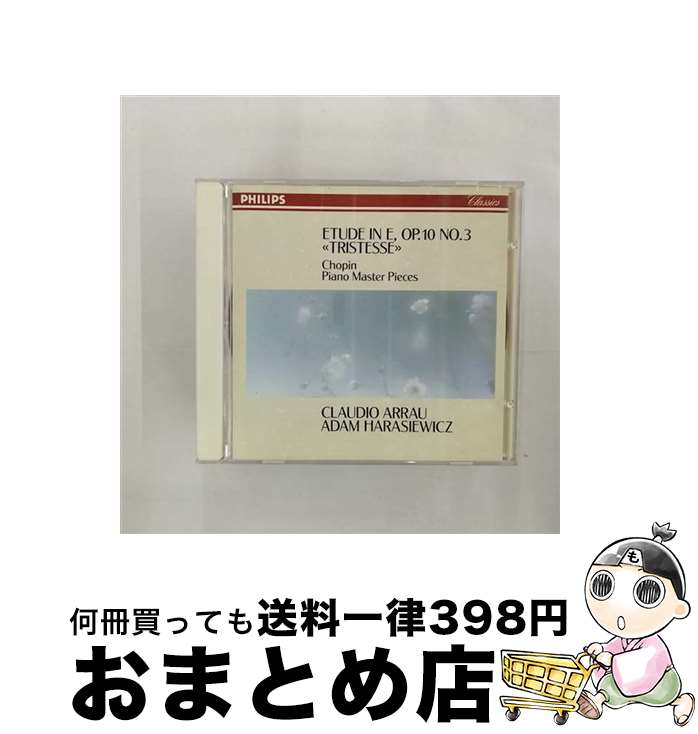 PHILIPS
Classics
ETUDE IN E, OP.10 NO.3
«TRISTESSE»
Chopin
Piano Master Pieces
CLAUDIO ARRAU
ADAM HARASIEWICZ
も
何冊買っても送料一律398円
おまとめ店